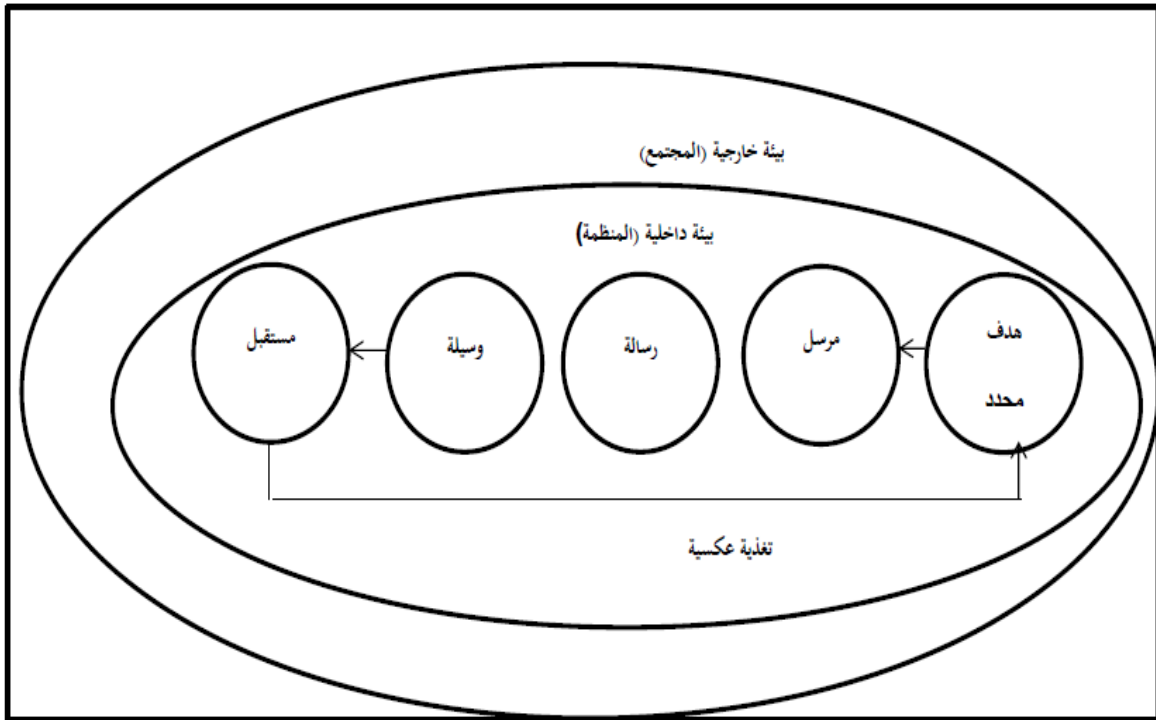 بيئة خارجية (المجتمع)
بيئة داخلية (المنظمة)
هدف
محدد
مرسل
رسالة
وسيلة
مستقبل
تغذية عكسية